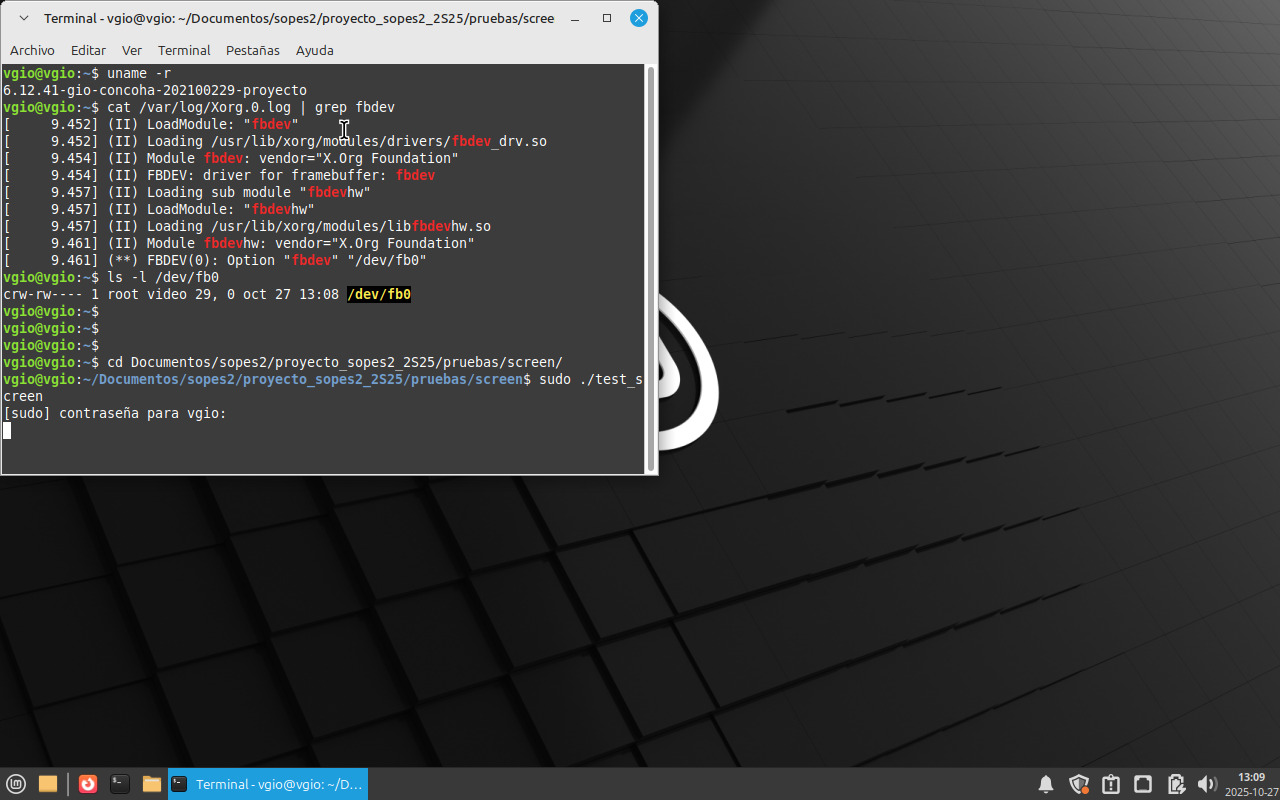 Terminal - vgio@vgio: ~/Documentos/sopes2/proyecto_sopes2_2S25/pruebas/scree
Archivo Editar Ver Terminal Pestañas Ayuda
vgio@vgio:~$ uname -r
6.12.41-gio-concoha-202100229-proyecto
vgio@vgio:~$ cat /var/log/Xorg.0.log | grep fbdev
[     9.452] (II) LoadModule: "fbdev"
[     9.452] (II) Loading /usr/lib/xorg/modules/drivers/fbdev_drv.so
[     9.454] (II) Module fbdev: vendor="X.Org Foundation"
[     9.454] (II) FBDEV: driver for framebuffer: fbdev
[     9.457] (II) Loading sub module "fbdevhw"
[     9.457] (II) LoadModule: "fbdevhw"
[     9.457] (II) Loading /usr/lib/xorg/modules/libfbdevhw.so
[     9.461] (II) Module fbdevhw: vendor="X.Org Foundation"
[     9.461] (**) FBDEV(0): Option "fbdev" "/dev/fb0"
vgio@vgio:~$ ls -l /dev/fb0
crw-rw---- 1 root video 29, 0 oct 27 13:08 /dev/fb0
vgio@vgio:~$
vgio@vgio:~$
vgio@vgio:~$
vgio@vgio:~$ cd Documentos/sopes2/proyecto_sopes2_2S25/pruebas/screen/
vgio@vgio:~/Documentos/sopes2/proyecto_sopes2_2S25/pruebas/screen$ sudo ./test_s
creen
[sudo] contraseña para vgio:
Terminal - vgio@vgio: ~/D...
13:09
2025-10-27